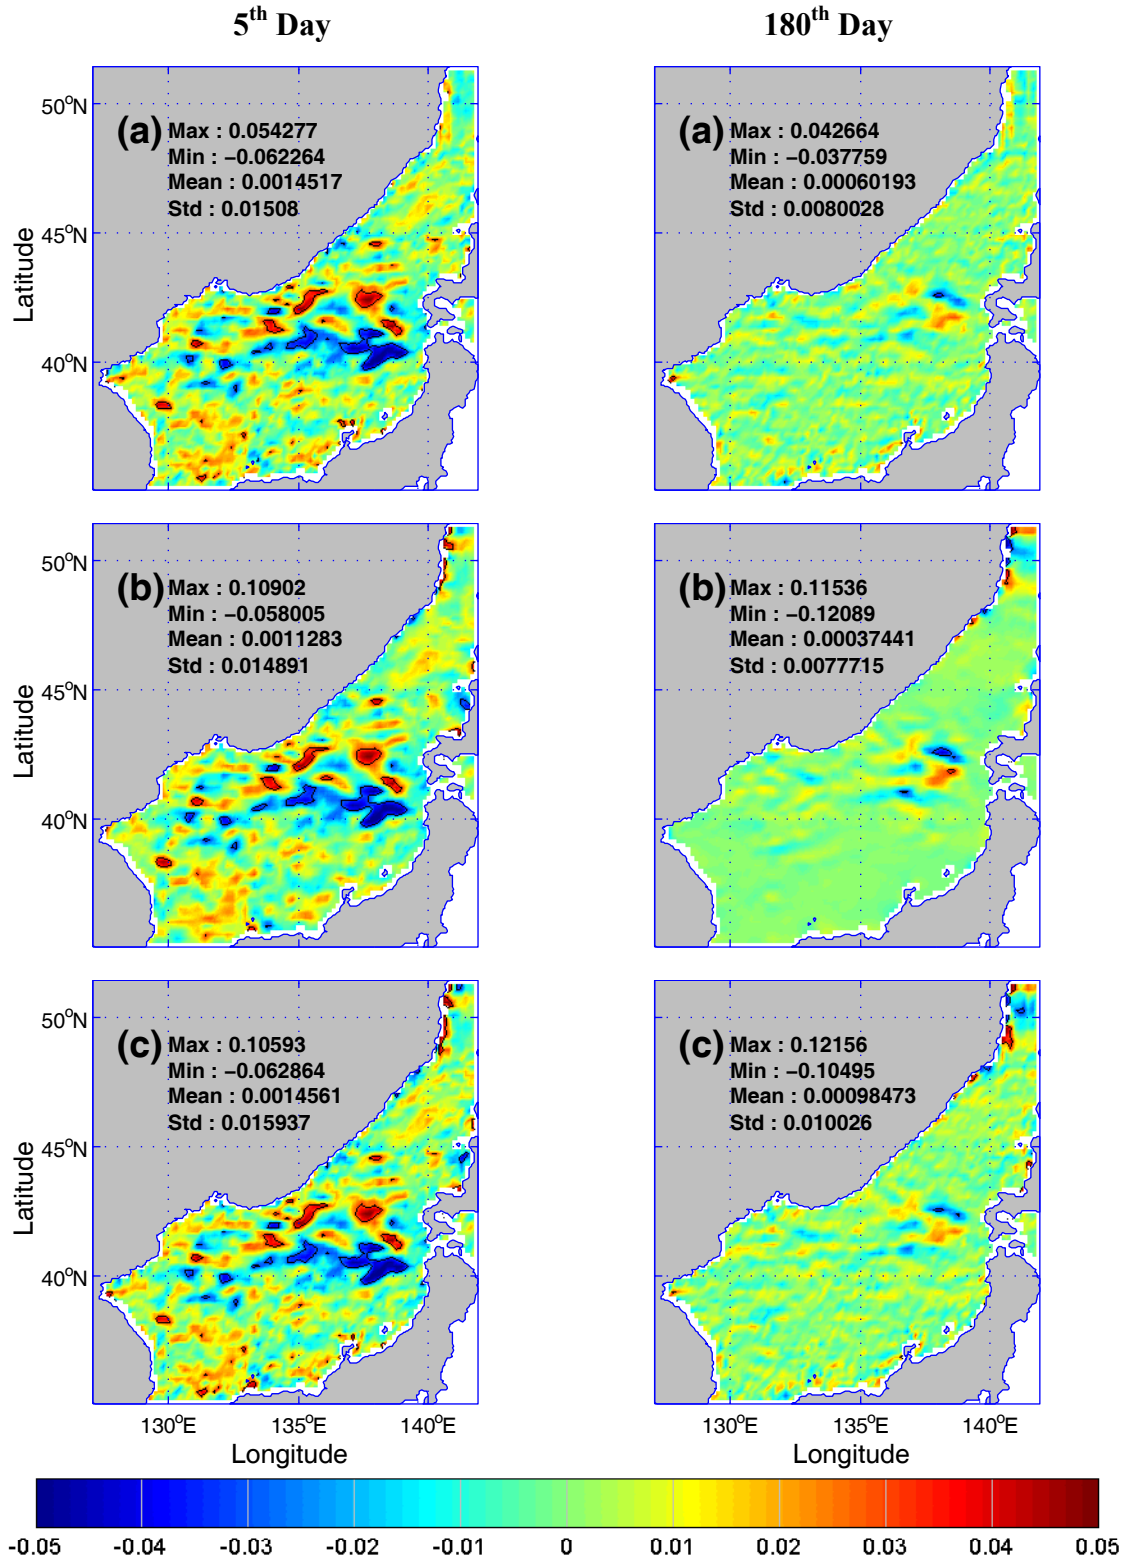 5th Day
180th Day
50°N
45°N
40°N
Latitude
(a)
Max : 0.054277
Min : −0.062264
Mean : 0.0014517
Std : 0.01508
(a)
Max : 0.042664
Min : −0.037759
Mean : 0.00060193
Std : 0.0080028
50°N
45°N
40°N
Latitude
(b)
Max : 0.10902
Min : −0.058005
Mean : 0.0011283
Std : 0.014891
(b)
Max : 0.11536
Min : −0.12089
Mean : 0.00037441
Std : 0.0077715
50°N
45°N
40°N
Latitude
(c)
Max : 0.10593
Min : −0.062864
Mean : 0.0014561
Std : 0.015937
(c)
Max : 0.12156
Min : −0.10495
Mean : 0.00098473
Std : 0.010026
130°E 135°E 140°E
Longitude
130°E 135°E 140°E
Longitude
-0.05 -0.04 -0.03 -0.02 -0.01 0 0.01 0.02 0.03 0.04 0.05